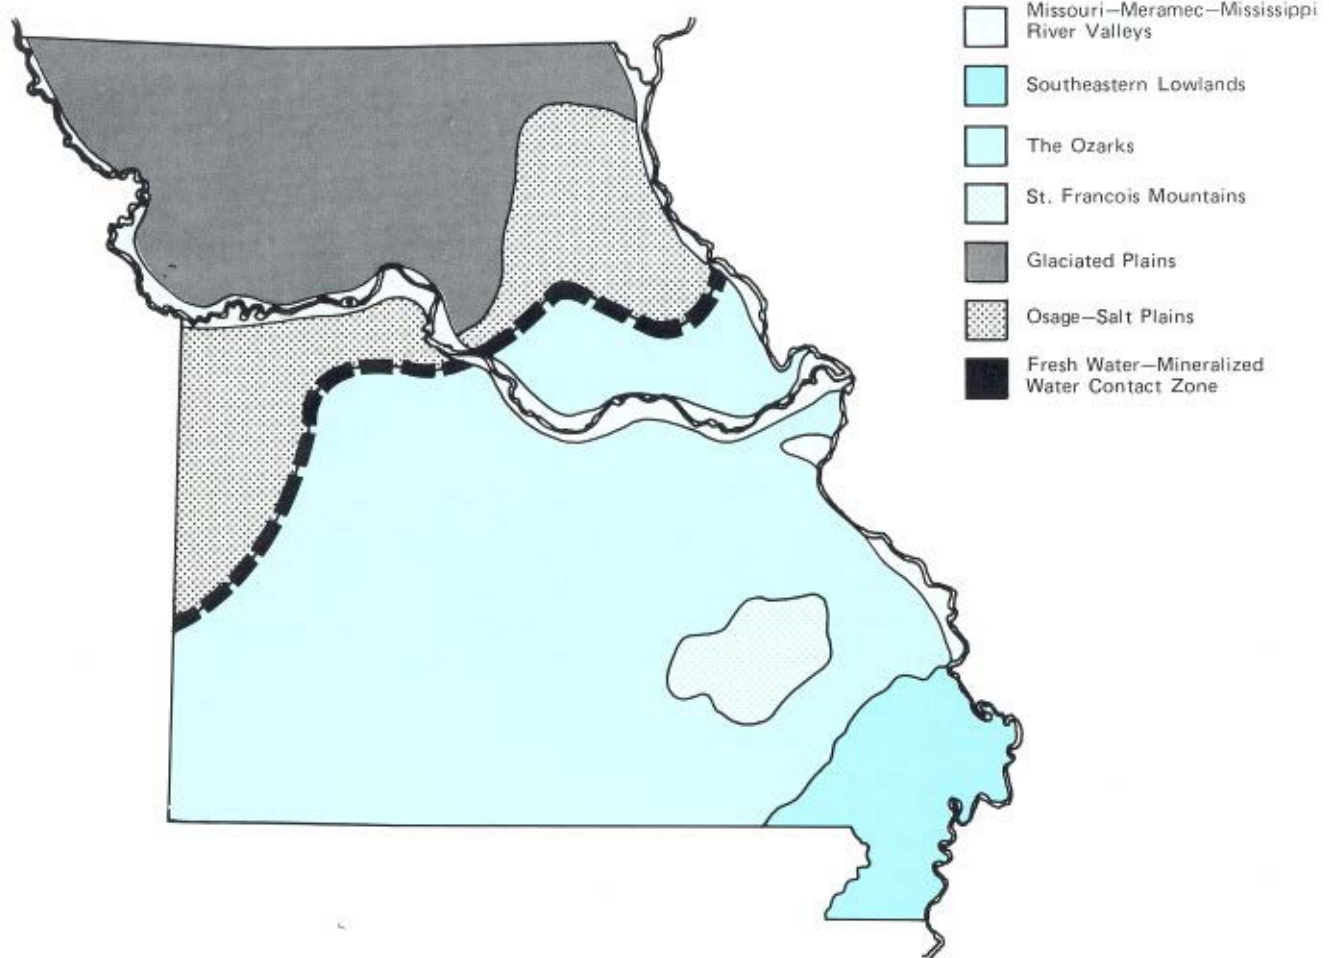 Missouri—Meramec—Mississippi
River Valleys
Southeastern Lowlands
The Ozarks
St. Francois Mountains
Glaciated Plains
Osage—Salt Plains
Fresh Water—Mineralized
Water Contact Zone